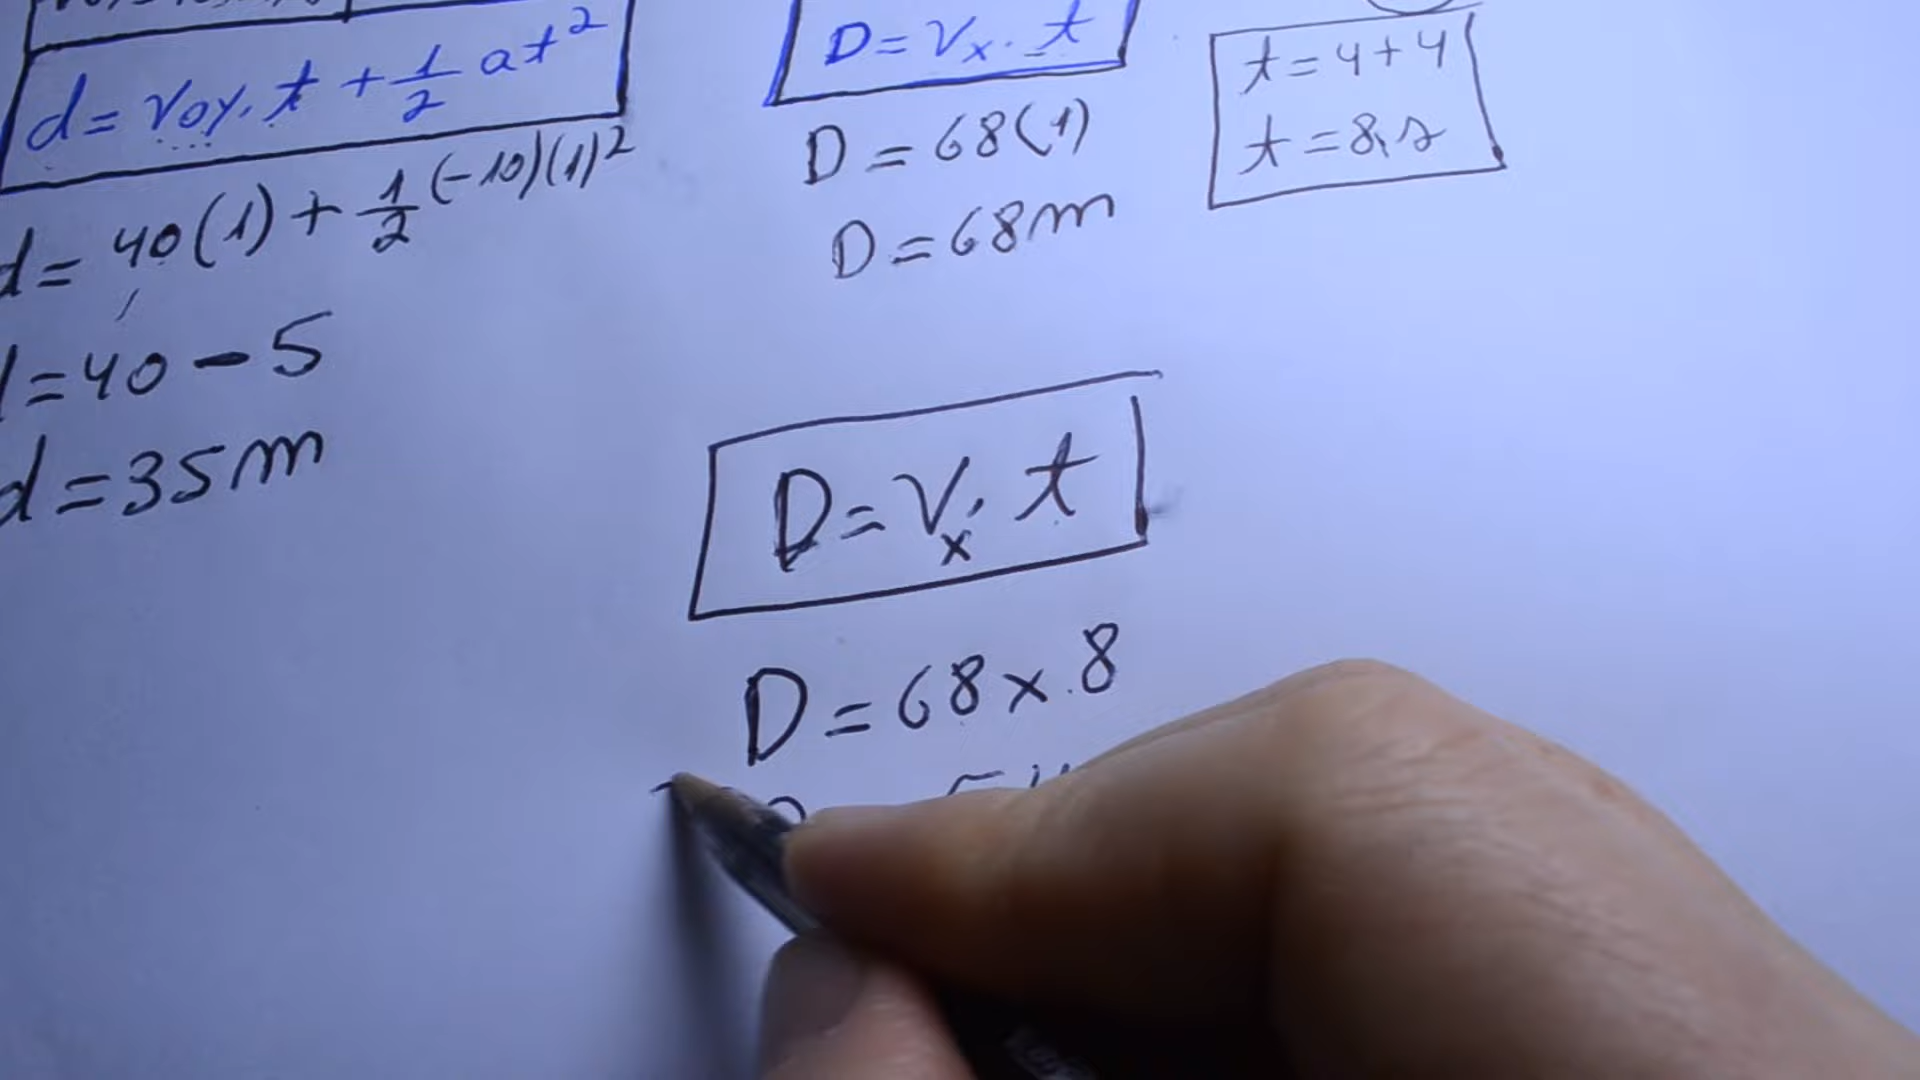 d = Voy. t + 1/2 at²
d = 40(1) + 1/2 (-10)(1)²
d = 40 - 5
d = 35m
D = Vx. t
D = 68(1)
D = 68m
t = 4 + 4
t = 8,s
D = Vx. t
D = 68 x 8